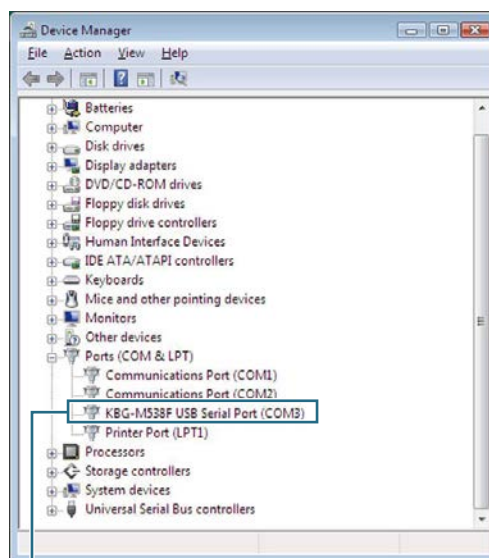 Device Manager
File Action View Help
Batteries
Computer
Disk drives
Display adapters
DVD/CD-ROM drives
Floppy disk drives
Floppy drive controllers
Human Interface Devices
IDE ATA/ATAPI controllers
Keyboards
Mice and other pointing devices
Monitors
Other devices
Ports (COM & LPT)
Communications Port (COM1)
Communications Port (COM2)
KBG-M538F USB Serial Port (COM3)
Printer Port (LPT1)
Processors
Storage controllers
System devices
Universal Serial Bus controllers